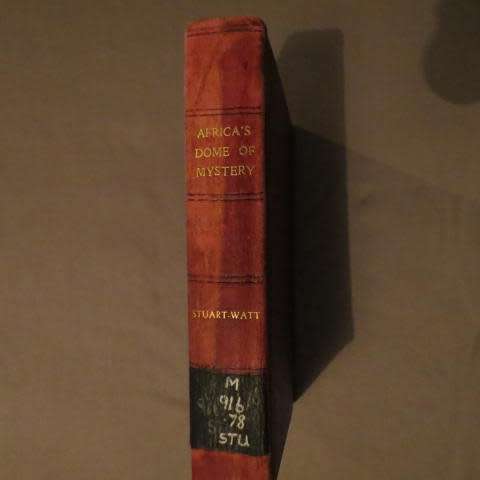 AFRICA'S
DOME OF
MYSTERY
STUART-WATT
M
916
.78
STU